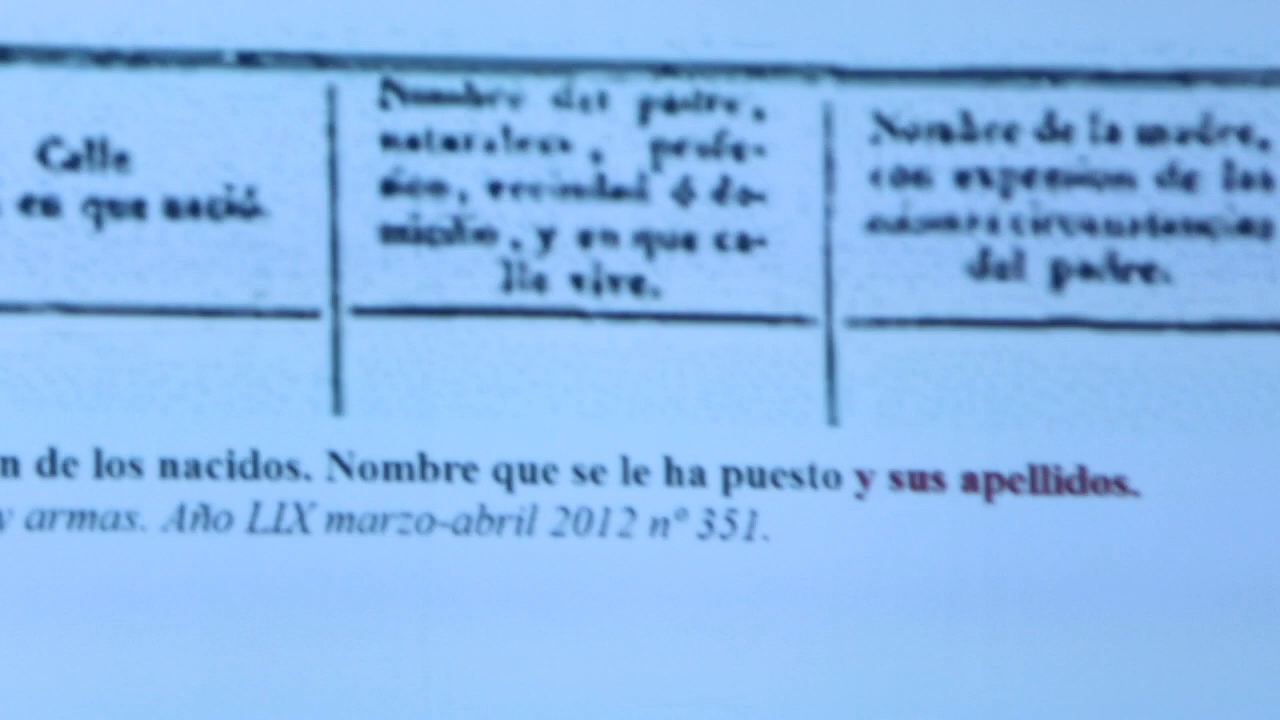 Calle
en que nació.
Nombre del padre,
naturaleza, profe-
sion, vecindad ó do-
micilio, y en que ca-
lle vive.
Nombre de la madre,
con expresion de las
mismas circunstancias
del padre.
n de los nacidos. Nombre que se le ha puesto y sus apellidos.
y armas. Año LIX marzo-abril 2012 nº 351.